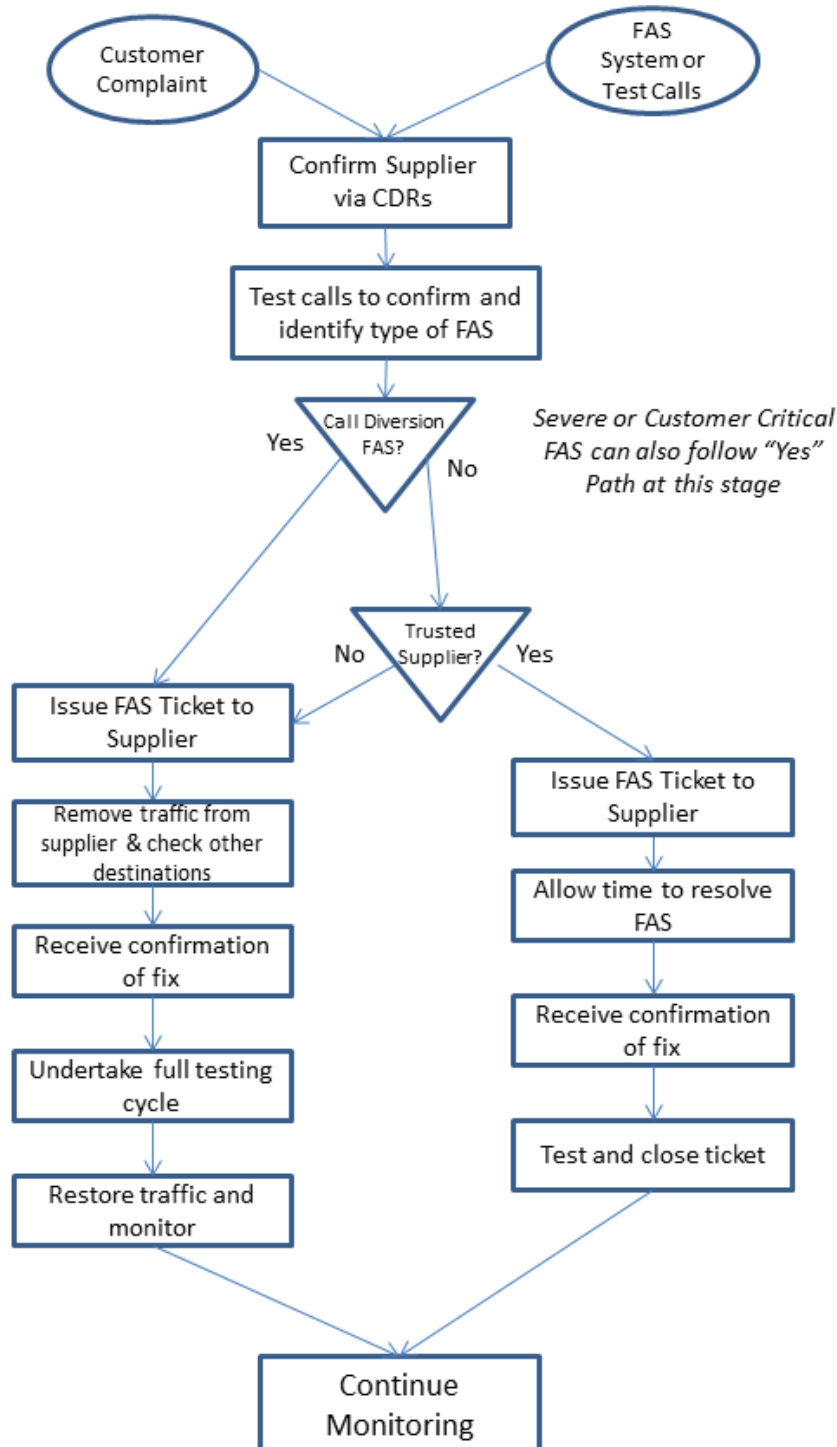 Customer
Complaint
FAS
System or
Test Calls
Confirm Supplier
via CDRs
Test calls to confirm and
identify type of FAS
Call Diversion
FAS?
Yes
No
Severe or Customer Critical
FAS can also follow “Yes”
Path at this stage
Trusted
Supplier?
No
Yes
Issue FAS Ticket to
Supplier
Remove traffic from
supplier & check other
destinations
Receive confirmation
of fix
Undertake full testing
cycle
Restore traffic and
monitor
Issue FAS Ticket to
Supplier
Allow time to resolve
FAS
Receive confirmation
of fix
Test and close ticket
Continue
Monitoring